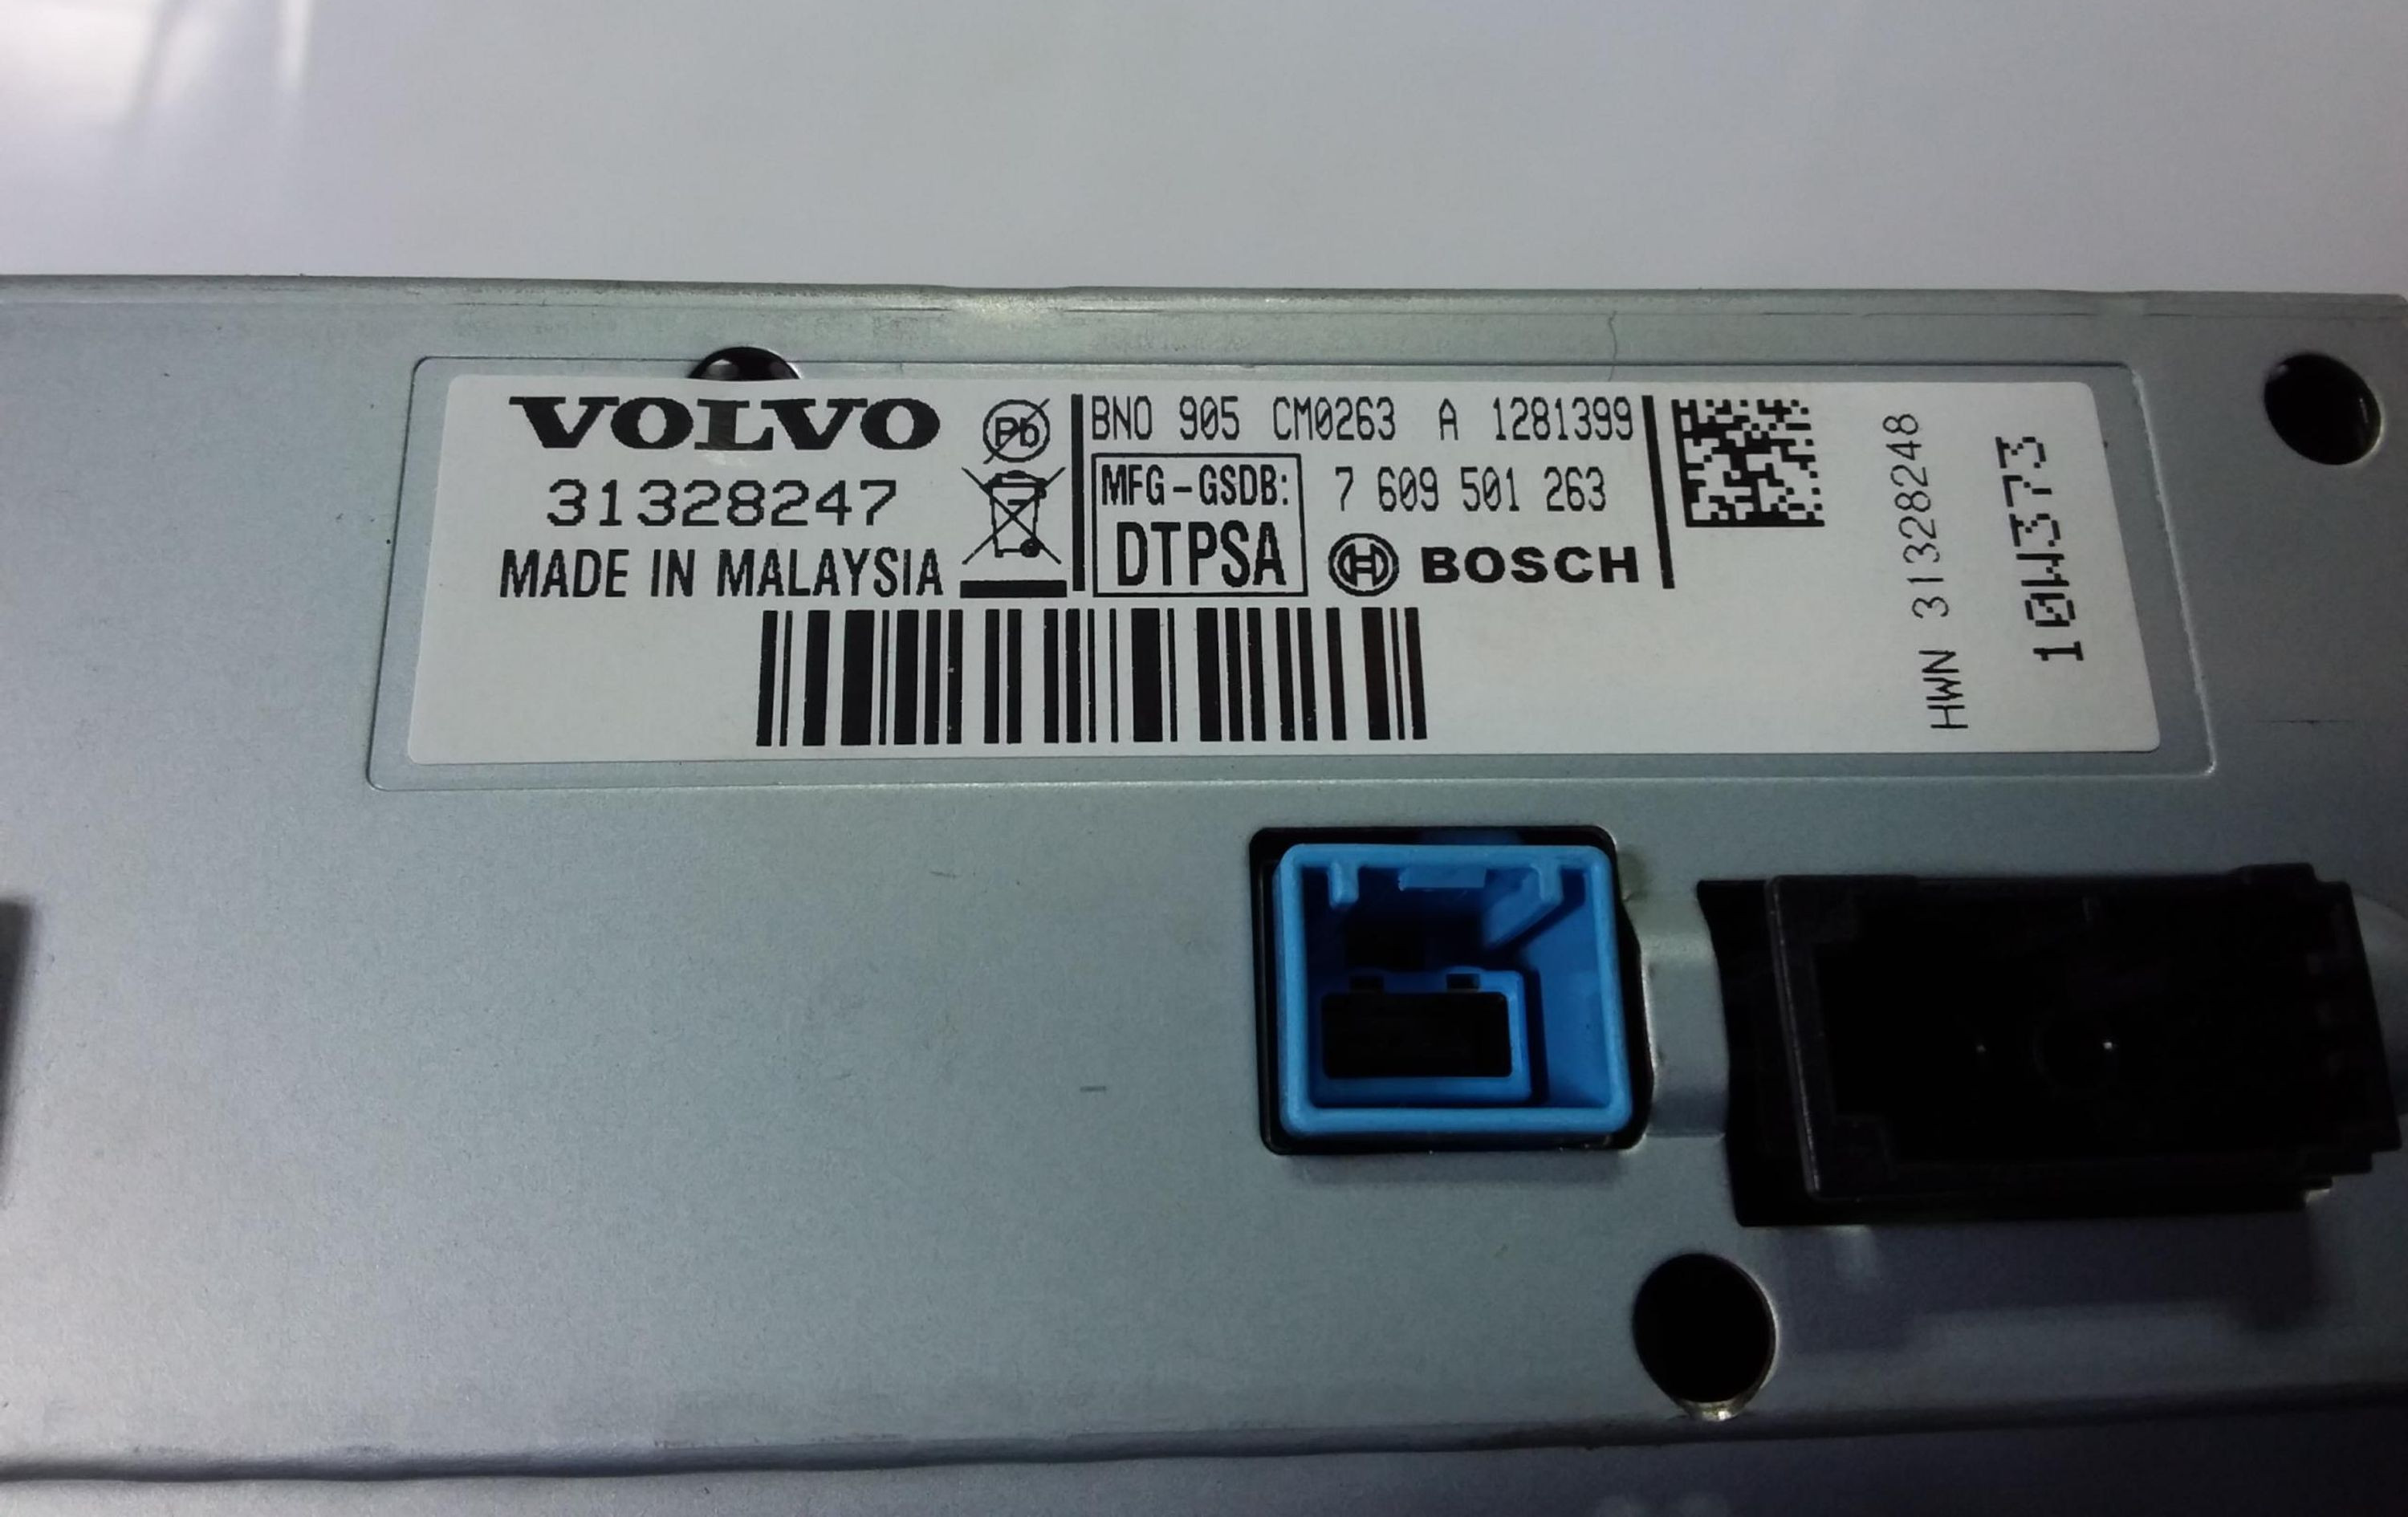 VOLVO
31328247
MADE IN MALAYSIA
Pb
BNO 905 CM0263 A 1281399
MFG-GSDB:
DTPSA
7 609 501 263
BOSCH
HWN 31328248
10W373